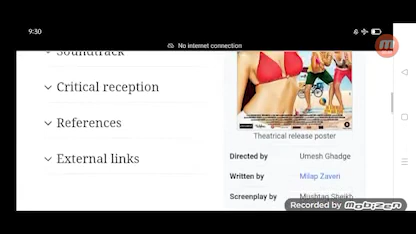 9:30
No internet connection
Soundtrack
Critical reception
References
External links
Theatrical release poster
Directed by Umesh Ghadge
Written by Milap Zaveri
Screenplay by Mushtaq Sheikh
Recorded by MOBIZEN